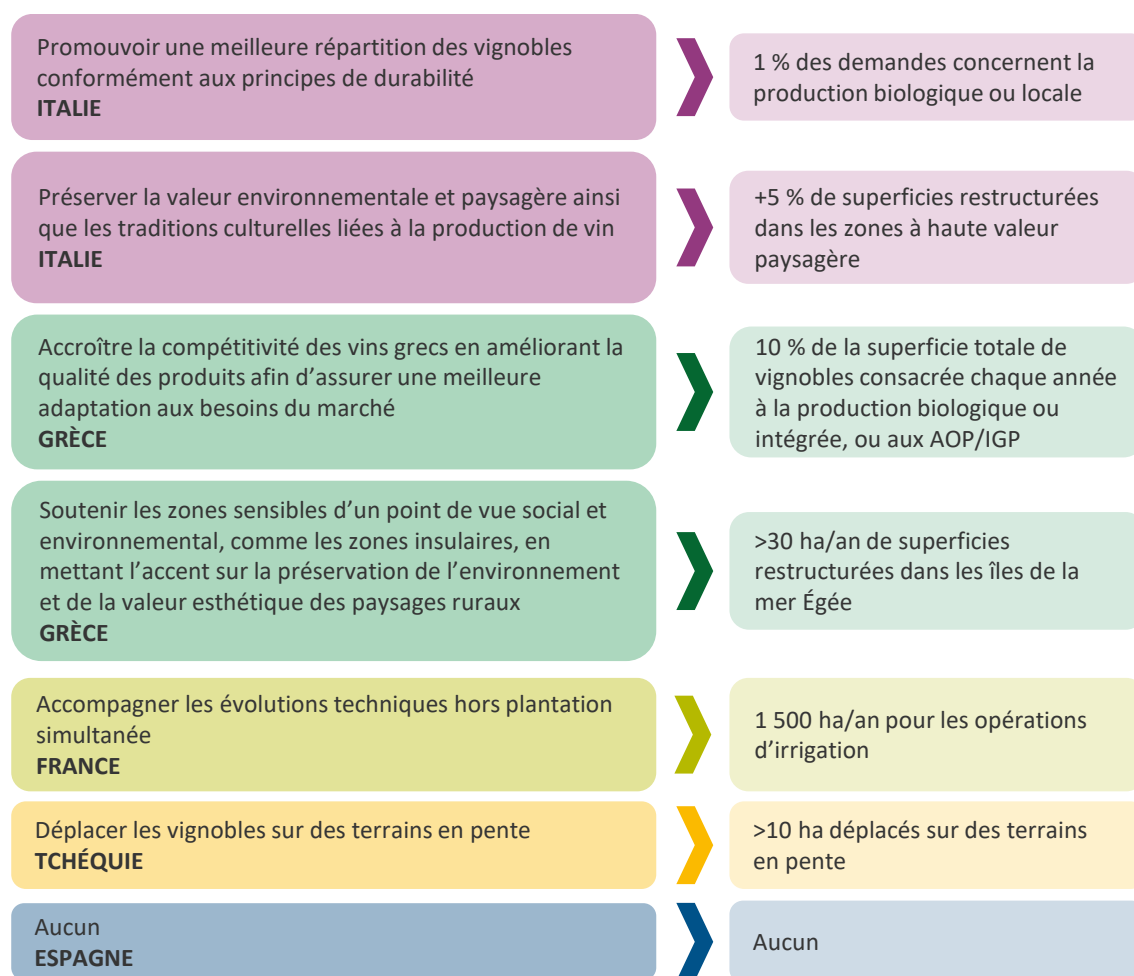 Promouvoir une meilleure répartition des vignobles
conformément aux principes de durabilité
ITALIE
1 % des demandes concernent la
production biologique ou locale
Préserver la valeur environnementale et paysagère ainsi
que les traditions culturelles liées à la production de vin
ITALIE
+5 % de superficies restructurées
dans les zones à haute valeur
paysagère
Accroître la compétitivité des vins grecs en améliorant la
qualité des produits afin d’assurer une meilleure
adaptation aux besoins du marché
GRÈCE
10 % de la superficie totale de
vignobles consacrée chaque année
à la production biologique ou
intégrée, ou aux AOP/IGP
Soutenir les zones sensibles d’un point de vue social et
environnemental, comme les zones insulaires, en
mettant l’accent sur la préservation de l’environnement
et de la valeur esthétique des paysages ruraux
GRÈCE
>30 ha/an de superficies
restructurées dans les îles de la
mer Égée
Accompagner les évolutions techniques hors plantation
simultanée
FRANCE
1 500 ha/an pour les opérations
d’irrigation
Déplacer les vignobles sur des terrains en pente
TCHÉQUIE
>10 ha déplacés sur des terrains
en pente
Aucun
ESPAGNE
Aucun